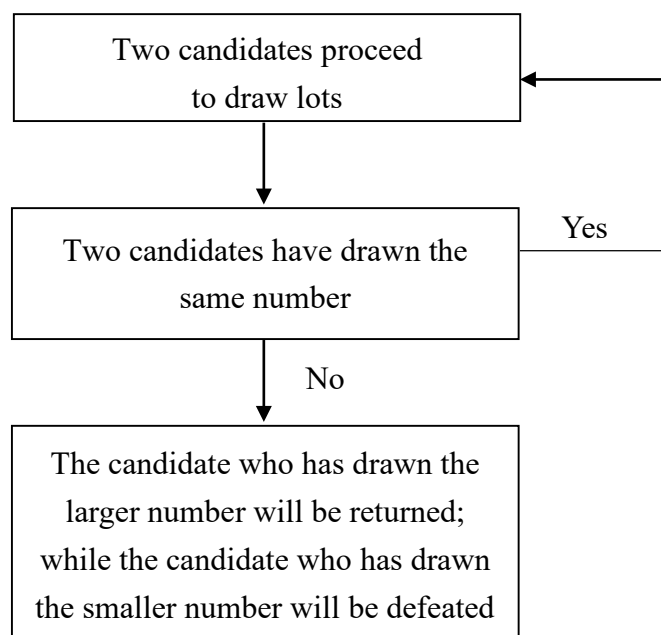 Two candidates proceed
to draw lots
Two candidates have drawn the
same number
Yes
No
The candidate who has drawn the
larger number will be returned;
while the candidate who has drawn
the smaller number will be defeated